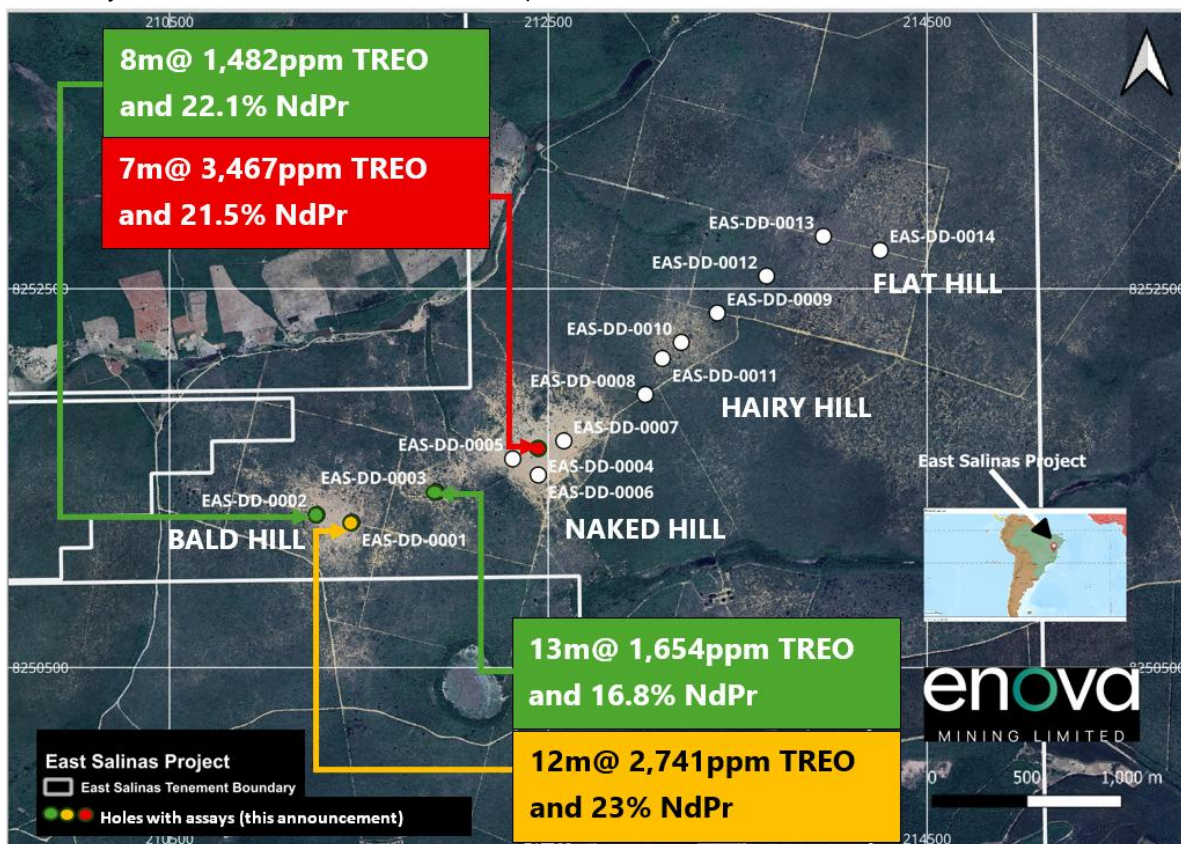 210500
212500
214500
8m@ 1,482ppm TREO
and 22.1% NdPr
7m@ 3,467ppm TREO
and 21.5% NdPr
EAS-DD-0013
EAS-DD-0014
EAS-DD-0012
FLAT HILL
8252500
8252500
EAS-DD-0009
EAS-DD-0010
EAS-DD-0011
EAS-DD-0008
HAIRY HILL
EAS-DD-0007
EAS-DD-0005
EAS-DD-0004
EAS-DD-0003
EAS-DD-0006
East Salinas Project
EAS-DD-0002
BALD HILL
EAS-DD-0001
NAKED HILL
13m@ 1,654ppm TREO
and 16.8% NdPr
8250500
8250500
enova
MINING LIMITED
12m@ 2,741ppm TREO
and 23% NdPr
0 500 1,000 m
East Salinas Project
East Salinas Tenement Boundary
Holes with assays (this announcement)
210500
214500